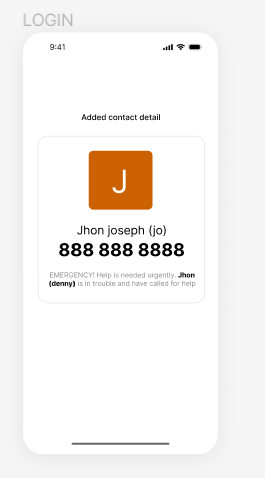 LOGIN
9:41
Added contact detail
J
Jhon joseph (jo)
888 888 8888
EMERGENCY! Help is needed urgently. Jhon
(denny) is in trouble and have called for help